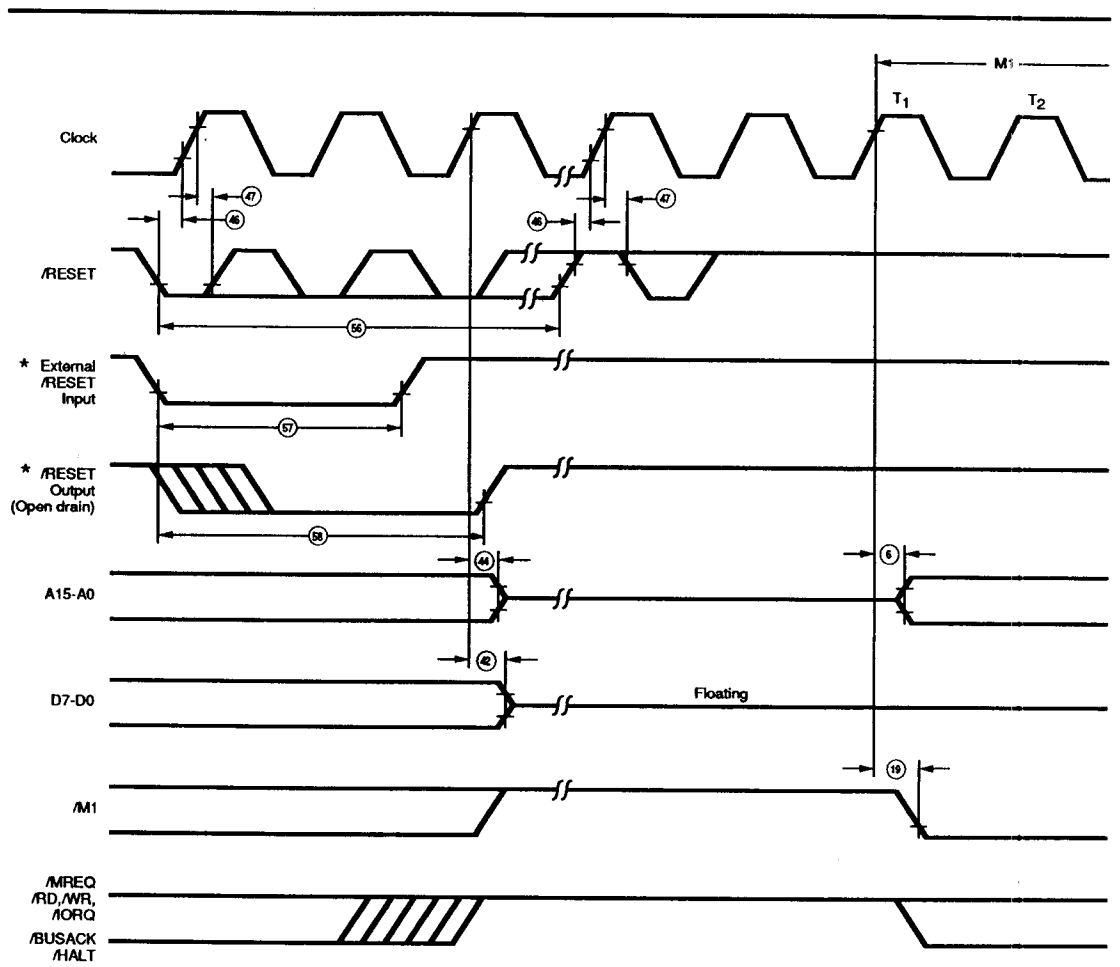 M1
T1
T2
Clock
47
46
46
47
/RESET
56
* External
/RESET
Input
57
* /RESET
Output
(Open drain)
58
44
6
A15-A0
42
D7-D0
Floating
19
/M1
/MREQ
/RD,/WR,
/IORQ
/BUSACK
/HALT